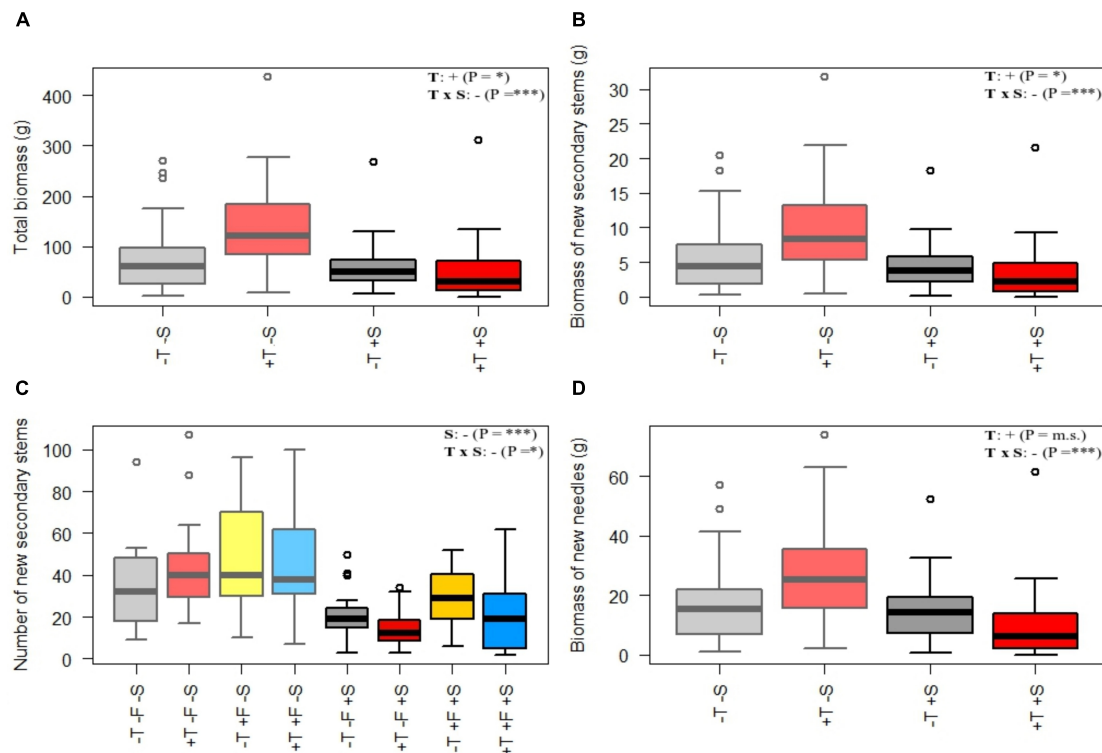 A
Total biomass (g)
400
300
200
100
0
T: + (P = *)
T x S: - (P =***)
-T -S
+T -S
-T +S
+T +S
B
Biomass of new secondary stems (g)
30
25
20
15
10
5
0
T: + (P = *)
T x S: - (P =***)
-T -S
+T -S
-T +S
+T +S
C
Number of new secondary stems
100
80
60
40
20
0
S: - (P = ***)
T x S: - (P =*)
-T -F -S
+T -F -S
-T +F -S
+T +F -S
-T -F +S
+T -F +S
-T +F +S
+T +F +S
D
Biomass of new needles (g)
60
40
20
0
T: + (P = m.s.)
T x S: - (P =***)
-T -S
+T -S
-T +S
+T +S